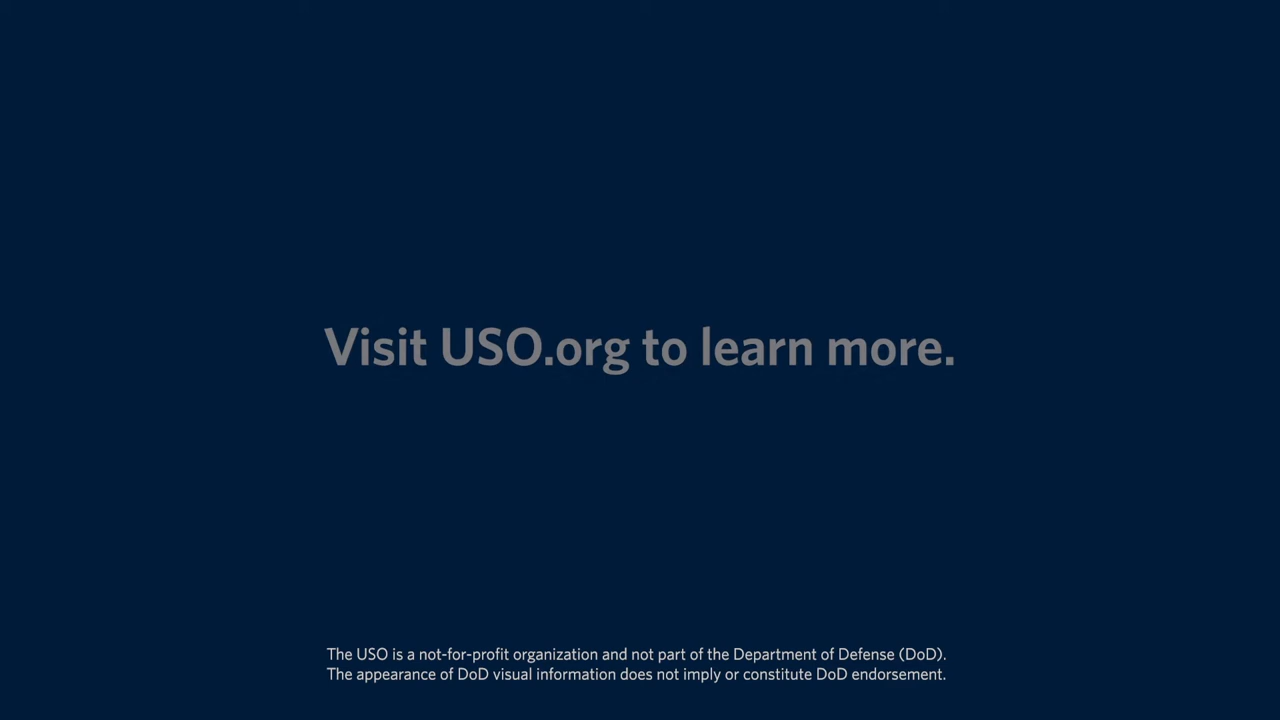 Visit USO.org to learn more.
The USO is a not-for-profit organization and not part of the Department of Defense (DoD).
The appearance of DoD visual information does not imply or constitute DoD endorsement.